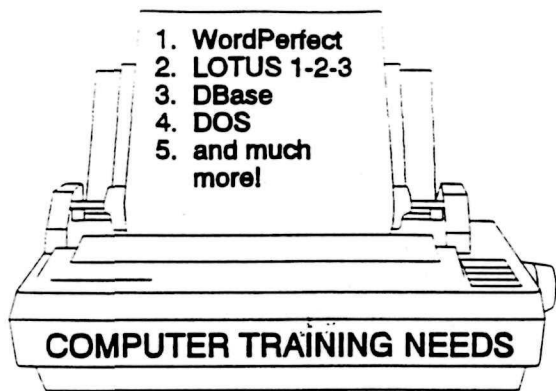 1. WordPerfect
2. LOTUS 1-2-3
3. DBase
4. DOS
5. and much
more!
COMPUTER TRAINING NEEDS